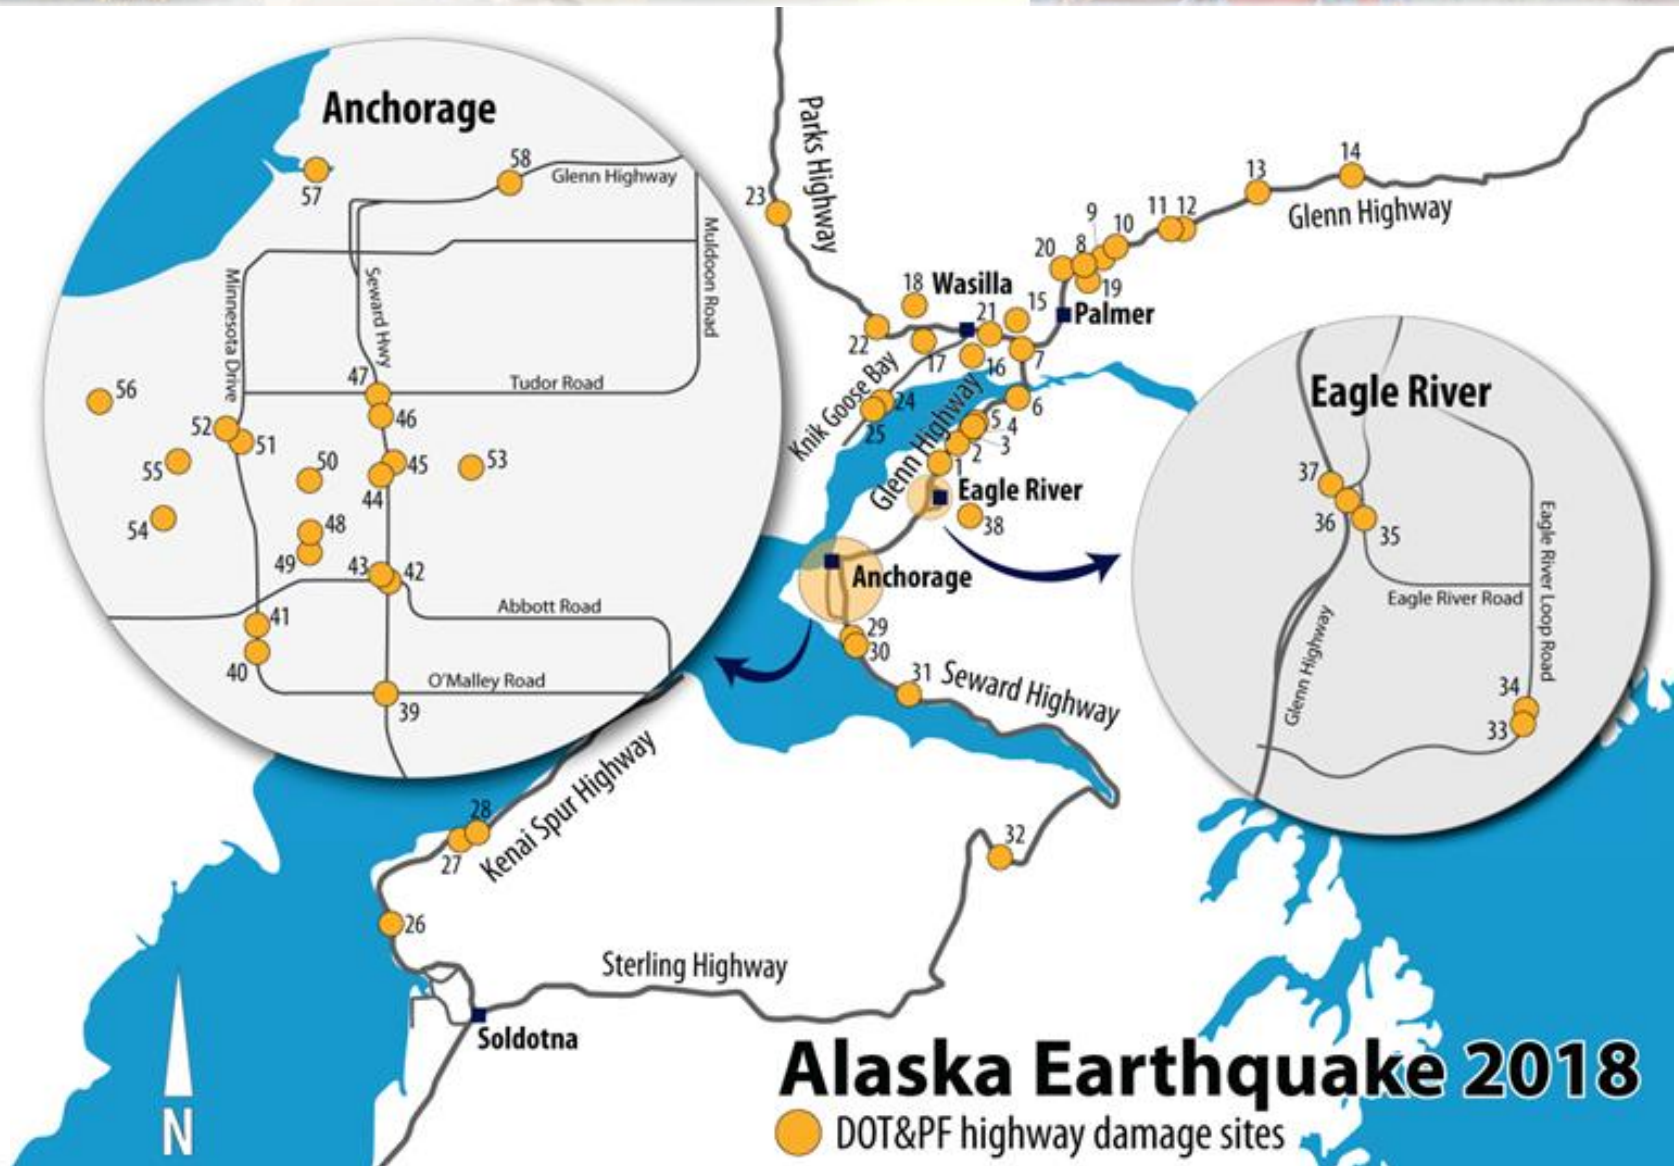 Anchorage
57
58
Glenn Highway
Muldoon Road
Minnesota Drive
Seward Hwy
47
Tudor Road
46
56
52
51
55
50
45
53
44
54
48
49
43
42
41
Abbott Road
40
O'Malley Road
39
Parks Highway
23
14
13
11
12
Glenn Highway
9
10
20
8
19
18
Wasilla
21
15
Palmer
22
17
16
7
Knik Goose Bay
24
25
Glenn Highway
6
5
4
3
2
1
Eagle River
38
Anchorage
29
30
31
Seward Highway
Eagle River
37
36
35
Eagle River Road
Eagle River Loop Road
Glenn Highway
34
33
28
27
Kenai Spur Highway
32
26
Sterling Highway
Soldotna
N
Alaska Earthquake 2018
DOT&PF highway damage sites